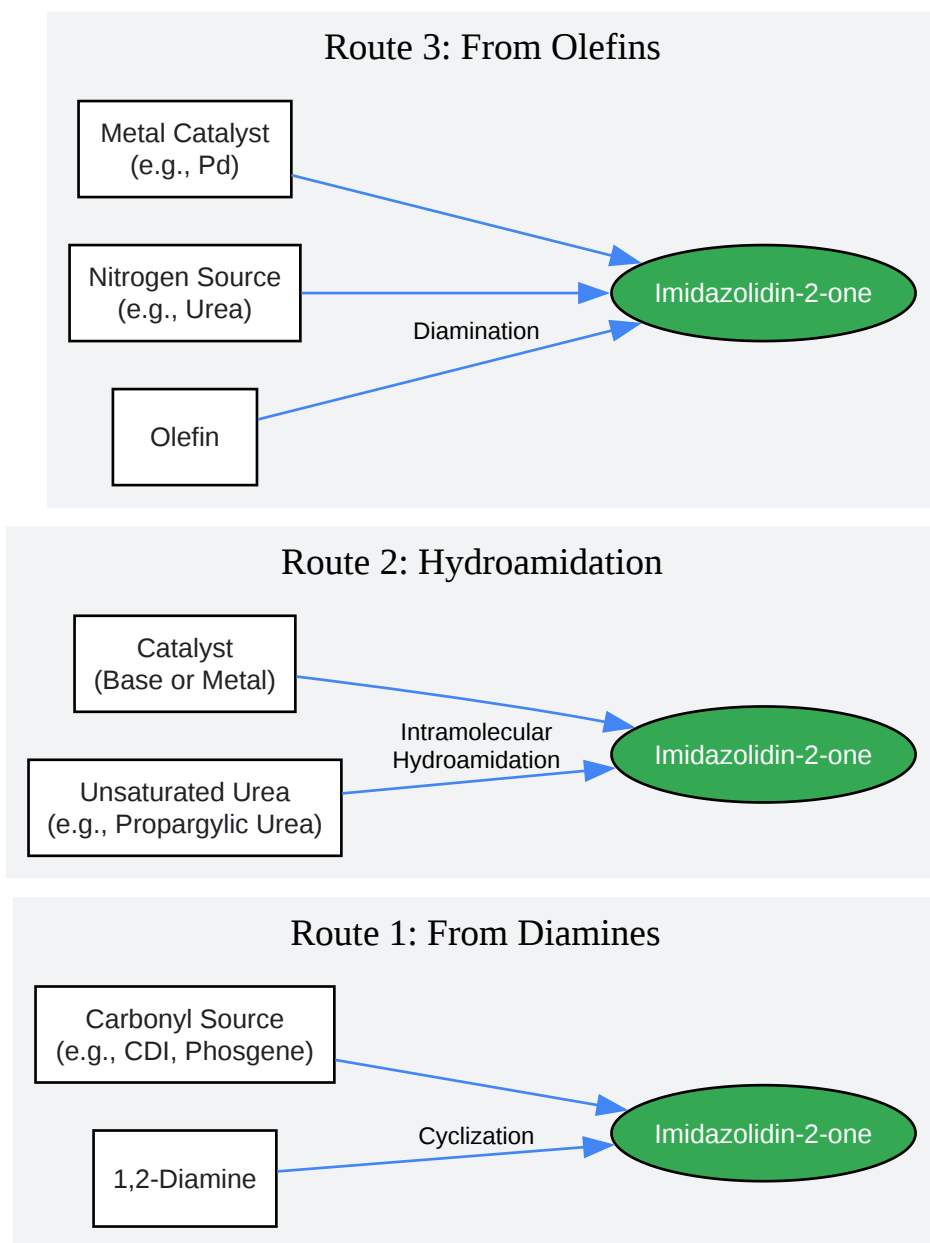 Route 3: From Olefins
Metal Catalyst
(e.g., Pd)
Nitrogen Source
(e.g., Urea)
Imidazolidin-2-one
Diamination
Olefin
Route 2: Hydroamidation
Catalyst
(Base or Metal)
Intramolecular
Hydroamidation
Imidazolidin-2-one
Unsaturated Urea
(e.g., Propargylic Urea)
Route 1: From Diamines
Carbonyl Source
(e.g., CDI, Phosgene)
Cyclization
Imidazolidin-2-one
1,2-Diamine